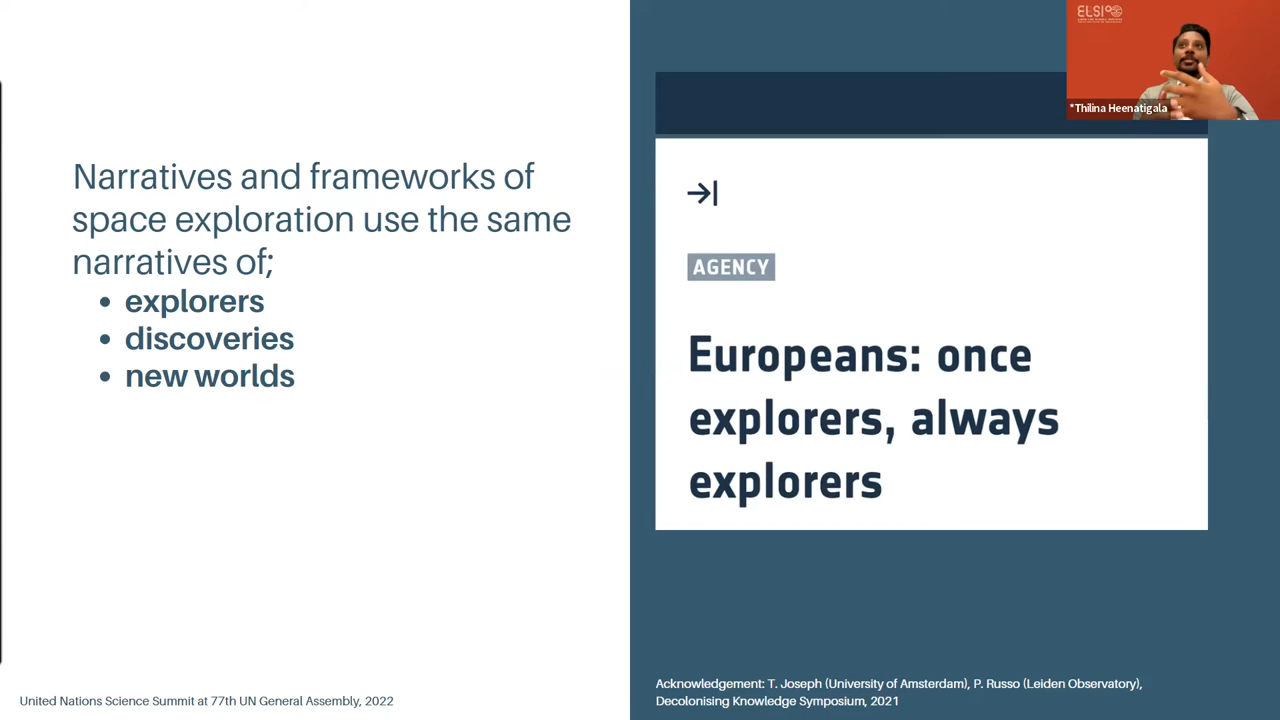 Narratives and frameworks of
space exploration use the same
narratives of;
• explorers
• discoveries
• new worlds
United Nations Science Summit at 77th UN General Assembly, 2022
ELSI
*Thilina Heenatigala
AGENCY
Europeans: once
explorers, always
explorers
Acknowledgement: T. Joseph (University of Amsterdam), P. Russo (Leiden Observatory),
Decolonising Knowledge Symposium, 2021